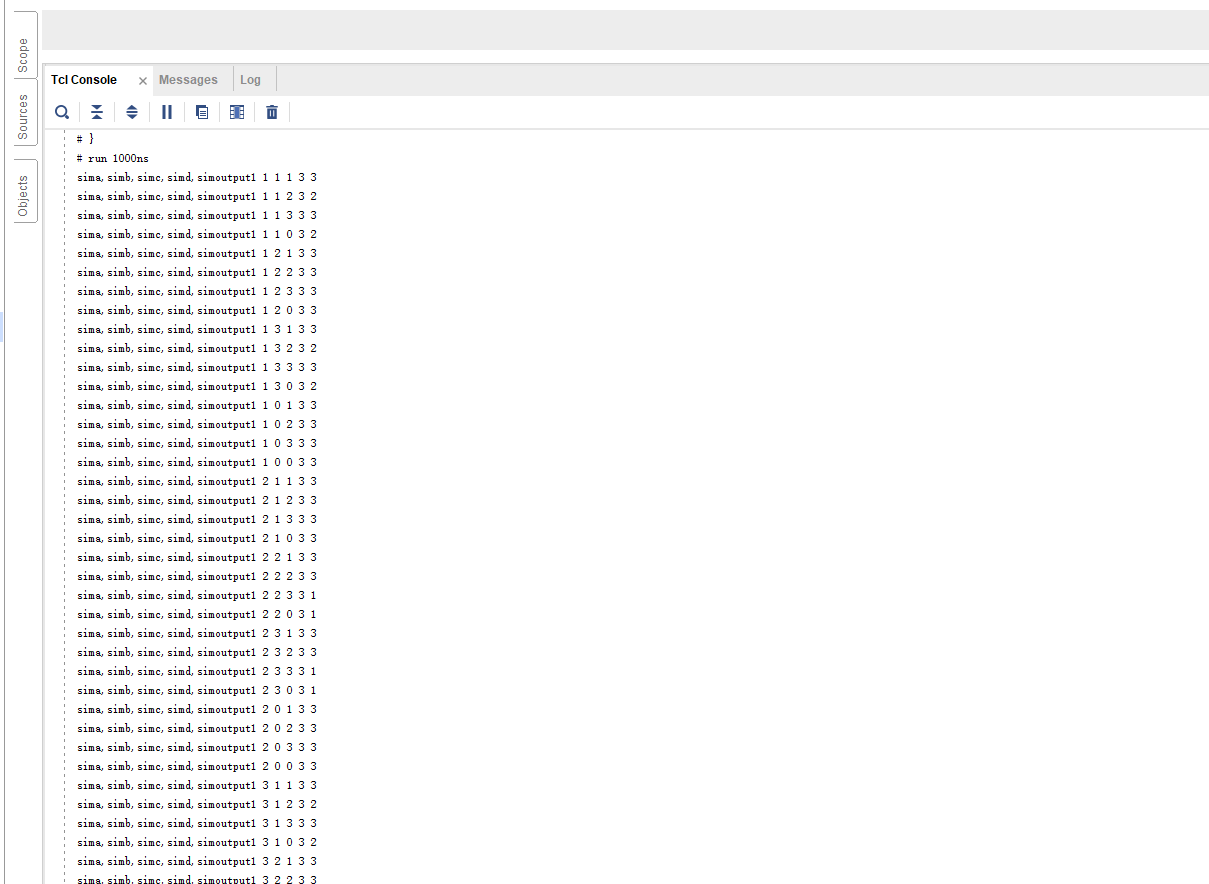 Scope
Sources
Objects
Tcl Console
Messages
Log
# }
# run 1000ns
sima, simb, simc, simd, simoutput1 1 1 1 3 3
sima, simb, simc, simd, simoutput1 1 1 2 3 2
sima, simb, simc, simd, simoutput1 1 1 3 3 3
sima, simb, simc, simd, simoutput1 1 1 0 3 2
sima, simb, simc, simd, simoutput1 1 2 1 3 3
sima, simb, simc, simd, simoutput1 1 2 2 3 3
sima, simb, simc, simd, simoutput1 1 2 3 3 3
sima, simb, simc, simd, simoutput1 1 2 0 3 3
sima, simb, simc, simd, simoutput1 1 3 1 3 3
sima, simb, simc, simd, simoutput1 1 3 2 3 2
sima, simb, simc, simd, simoutput1 1 3 3 3 3
sima, simb, simc, simd, simoutput1 1 3 0 3 2
sima, simb, simc, simd, simoutput1 1 0 1 3 3
sima, simb, simc, simd, simoutput1 1 0 2 3 3
sima, simb, simc, simd, simoutput1 1 0 3 3 3
sima, simb, simc, simd, simoutput1 1 0 0 3 3
sima, simb, simc, simd, simoutput1 2 1 1 3 3
sima, simb, simc, simd, simoutput1 2 1 2 3 3
sima, simb, simc, simd, simoutput1 2 1 3 3 3
sima, simb, simc, simd, simoutput1 2 1 0 3 3
sima, simb, simc, simd, simoutput1 2 2 1 3 3
sima, simb, simc, simd, simoutput1 2 2 2 3 3
sima, simb, simc, simd, simoutput1 2 2 3 3 1
sima, simb, simc, simd, simoutput1 2 2 0 3 1
sima, simb, simc, simd, simoutput1 2 3 1 3 3
sima, simb, simc, simd, simoutput1 2 3 2 3 3
sima, simb, simc, simd, simoutput1 2 3 3 3 1
sima, simb, simc, simd, simoutput1 2 3 0 3 1
sima, simb, simc, simd, simoutput1 2 0 1 3 3
sima, simb, simc, simd, simoutput1 2 0 2 3 3
sima, simb, simc, simd, simoutput1 2 0 3 3 3
sima, simb, simc, simd, simoutput1 2 0 0 3 3
sima, simb, simc, simd, simoutput1 3 1 1 3 3
sima, simb, simc, simd, simoutput1 3 1 2 3 2
sima, simb, simc, simd, simoutput1 3 1 3 3 3
sima, simb, simc, simd, simoutput1 3 1 0 3 2
sima, simb, simc, simd, simoutput1 3 2 1 3 3
sima, simb, simc, simd, simoutput1 3 2 2 3 3